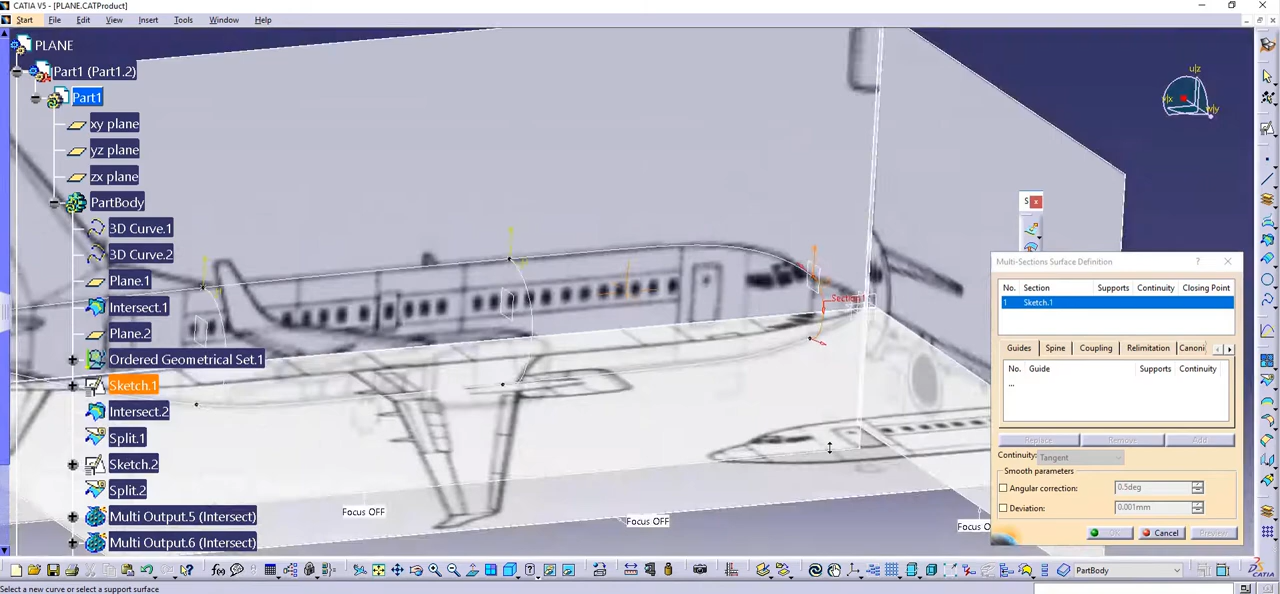 CATIA V5 - [PLANE.CATProduct]
Start File Edit View Insert Tools Window Help
PLANE
Part1 (Part1.2)
Part1
xy plane
yz plane
zx plane
PartBody
3D Curve.1
3D Curve.2
Plane.1
Intersect.1
Plane.2
Ordered Geometrical Set.1
Sketch.1
Intersect.2
Split.1
Sketch.2
Split.2
Multi Output.5 (Intersect)
Multi Output.6 (Intersect)
Focus OFF
Focus OFF
Focus O
Section1
u|z
v|x
w|y
S
Multi-Sections Surface Definition
No. Section Supports Continuity Closing Point
1 Sketch.1
Guides Spine Coupling Relimitation Canoni
No. Guide Supports Continuity
...
Replace Remove Add
Continuity: Tangent
Smooth parameters
Angular correction: 0.5deg
Deviation: 0.001mm
OK Cancel Preview
PartBody
CATIA
Select a new curve or select a support surface